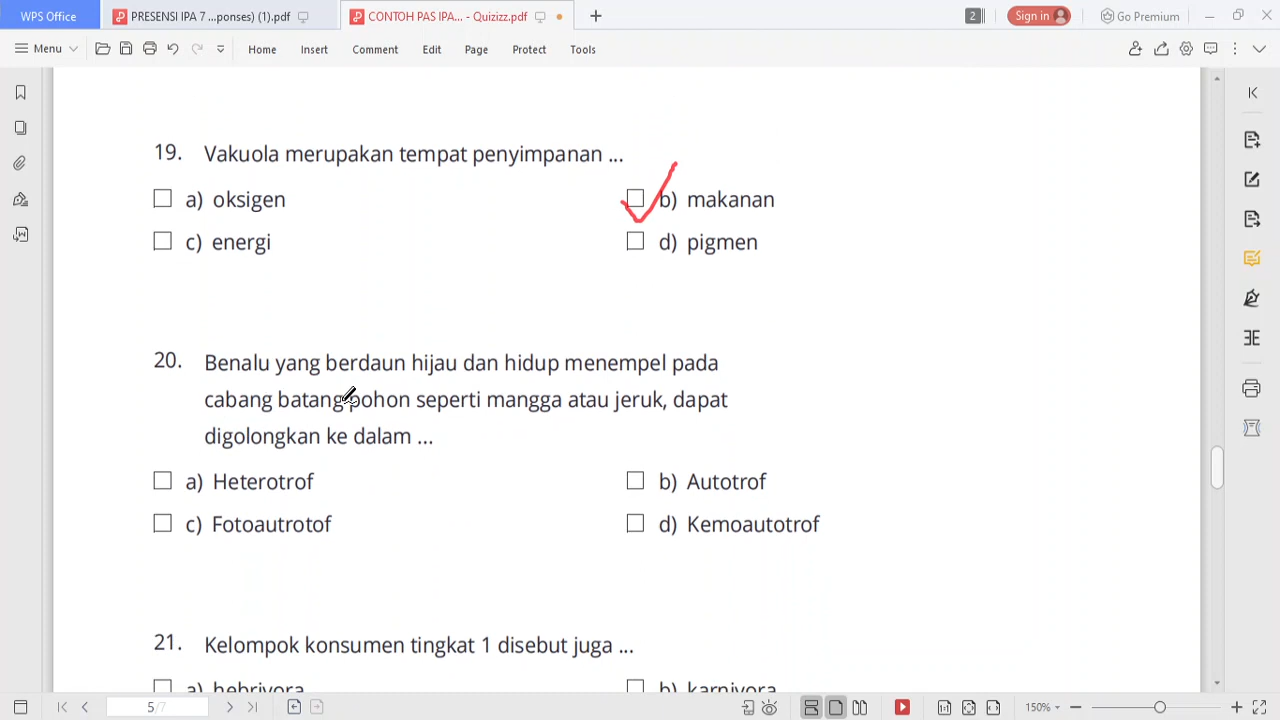 WPS Office
PRESENSI IPA 7 ...ponses) (1).pdf
CONTOH PAS IPA... - Quizizz.pdf
2
Sign in
Go Premium
Menu
Home
Insert
Comment
Edit
Page
Protect
Tools
19. Vakuola merupakan tempat penyimpanan ...
a) oksigen
b) makanan
c) energi
d) pigmen
20. Benalu yang berdaun hijau dan hidup menempel pada
cabang batang pohon seperti mangga atau jeruk, dapat
digolongkan ke dalam ...
a) Heterotrof
b) Autotrof
c) Fotoautrotof
d) Kemoautotrof
21. Kelompok konsumen tingkat 1 disebut juga ...
a) hebrivora
b) karnivora
5/7
150%